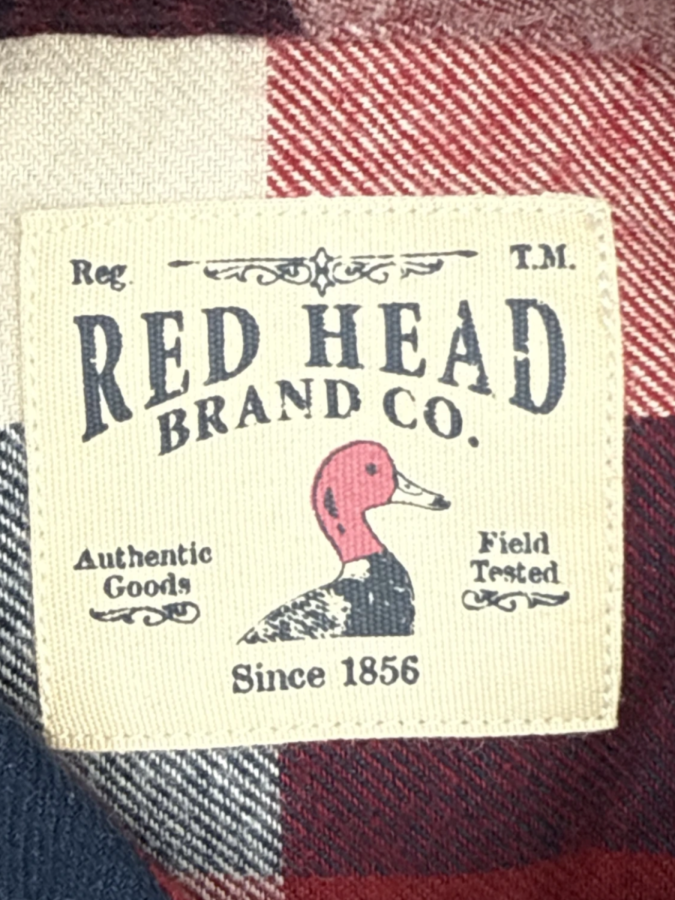 Reg. T.M.
RED HEAD
BRAND CO.
Authentic
Goods
Field
Tested
Since 1856